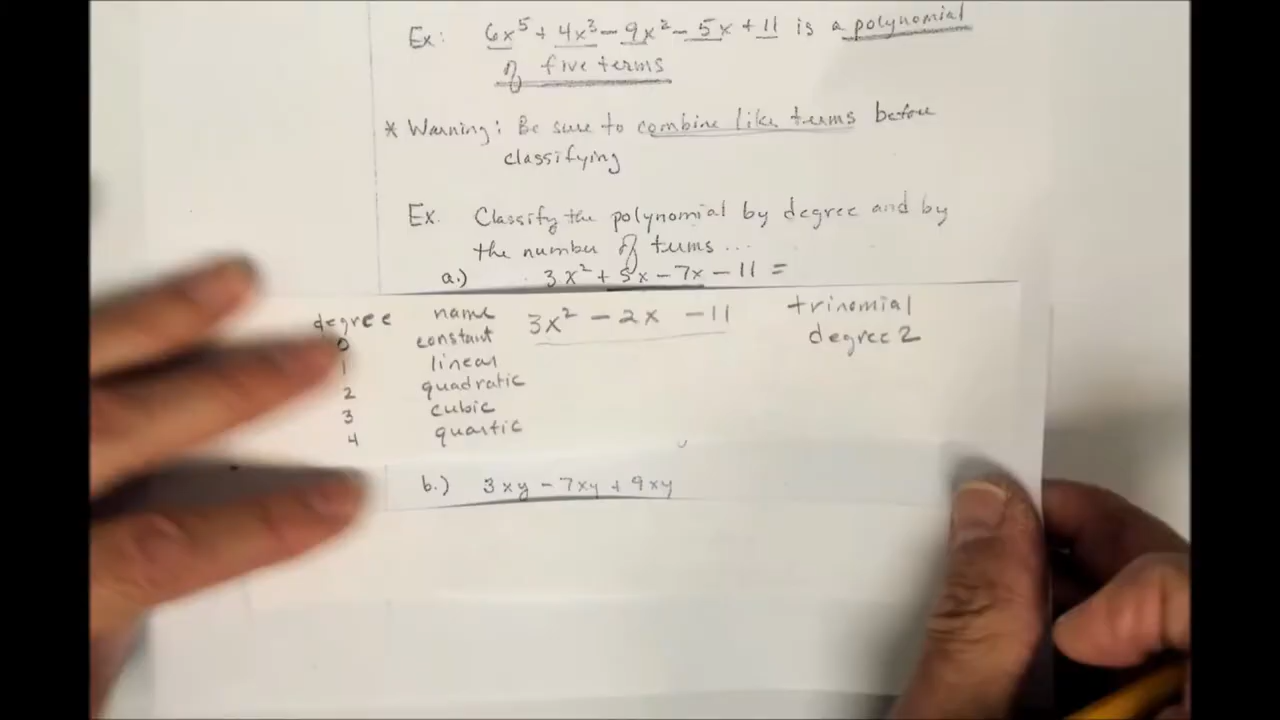 Ex: 6x⁵ + 4x³ - 9x² - 5x + 11 is a polynomial
of five terms
* Warning: Be sure to combine like terms before
classifying
Ex. Classify the polynomial by degree and by
the number of terms ...
a.) 3x² + 5x - 7x - 11 =
degree name 3x² - 2x - 11 trinomial
0 constant degree 2
1 linear
2 quadratic
3 cubic
4 quartic
b.) 3xy - 7xy + 9xy